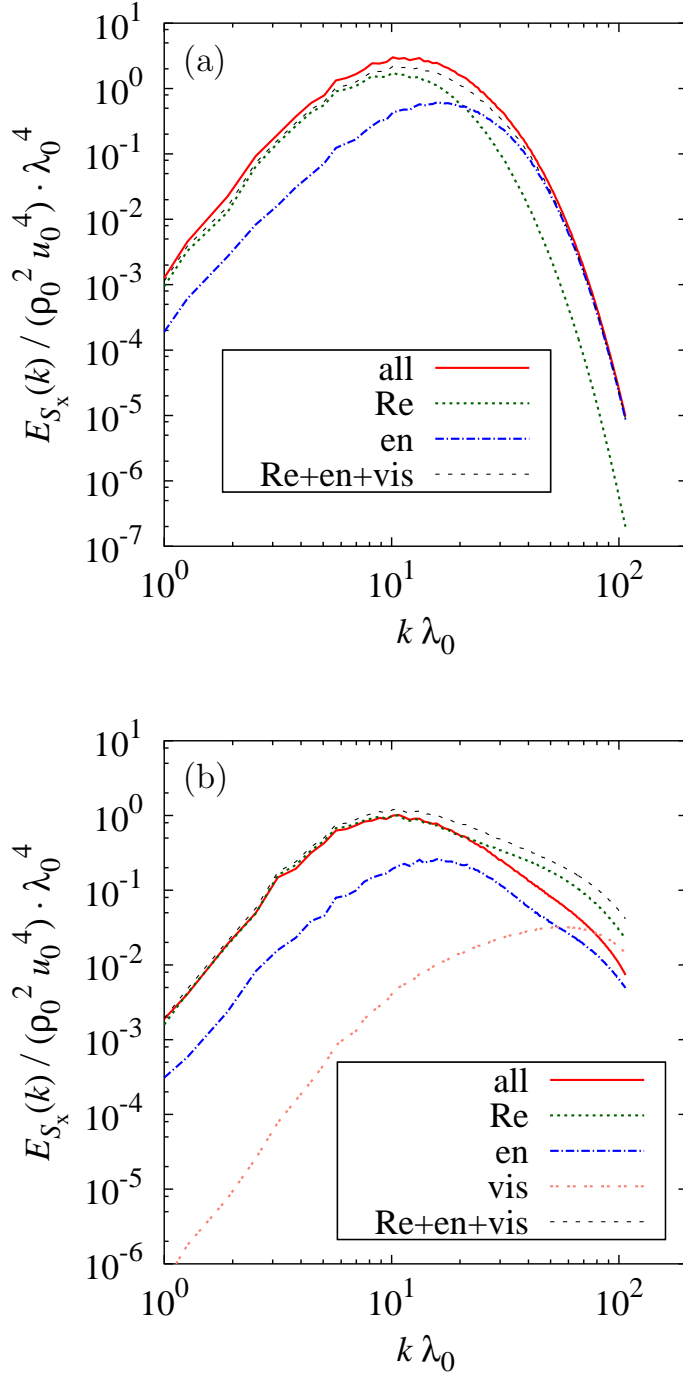 (a)
10^1
10^0
10^-1
10^-2
10^-3
10^-4
10^-5
10^-6
10^-7
E_{S_x}(k) / (ρ_0^2 u_0^4) · λ_0^4
all
Re
en
Re+en+vis
10^0 10^1 10^2
k λ_0
(b)
10^1
10^0
10^-1
10^-2
10^-3
10^-4
10^-5
10^-6
E_{S_x}(k) / (ρ_0^2 u_0^4) · λ_0^4
all
Re
en
vis
Re+en+vis
10^0 10^1 10^2
k λ_0